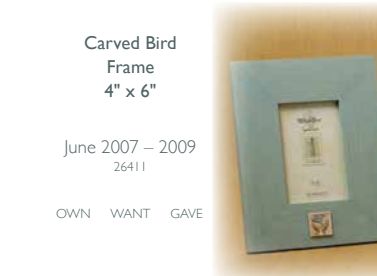 Carved Bird
Frame
4" x 6"
June 2007 – 2009
26411
OWN WANT GAVE